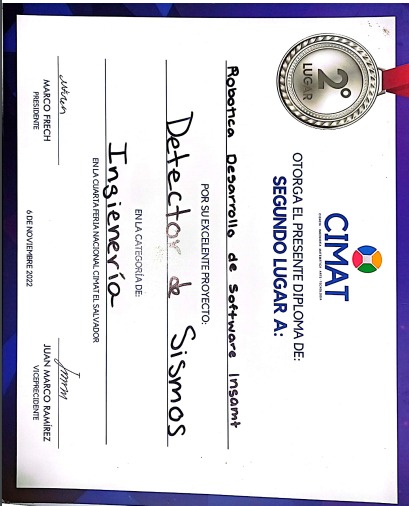 2°
LUGAR
CIMAT
CIENCIA · INGENIERÍA · MATEMÁTICA · ARTE · TECNOLOGÍA
OTORGA EL PRESENTE DIPLOMA DE:
SEGUNDO LUGAR A:
Robotica Desarrollo de Software Insamt
POR SU EXCELENTE PROYECTO:
Detector de Sismos
EN LA CATEGORÍA DE:
Ingienería
EN LA CUARTA FERIA NACIONAL CIMAT EL SALVADOR
MARCO FRECH
PRESIDENTE
JUAN MARCO RAMÍREZ
VICEPRECIDENTE
6 DE NOVIEMBRE 2022